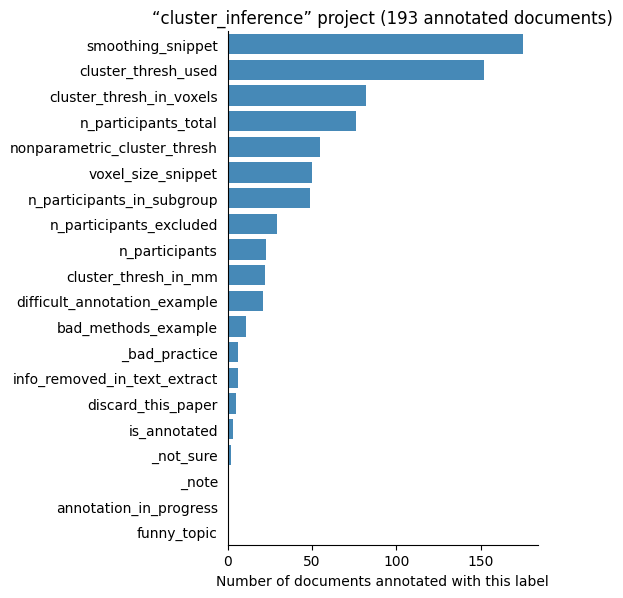 “cluster_inference” project (193 annotated documents)
smoothing_snippet
cluster_thresh_used
cluster_thresh_in_voxels
n_participants_total
nonparametric_cluster_thresh
voxel_size_snippet
n_participants_in_subgroup
n_participants_excluded
n_participants
cluster_thresh_in_mm
difficult_annotation_example
bad_methods_example
_bad_practice
info_removed_in_text_extract
discard_this_paper
is_annotated
_not_sure
_note
annotation_in_progress
funny_topic
0 50 100 150
Number of documents annotated with this label